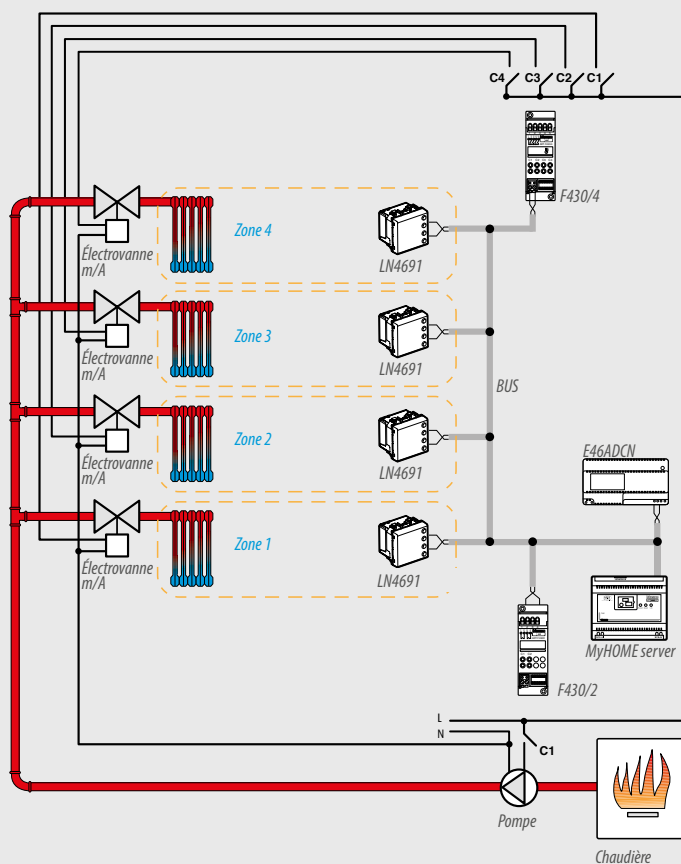 C4 C3 C2 C1
F430/4
Zone 4
LN4691
Électrovanne
m/A
Zone 3
LN4691
Électrovanne
m/A
BUS
Zone 2
LN4691
Électrovanne
m/A
E46ADCN
Zone 1
LN4691
Électrovanne
m/A
MyHOME server
F430/2
L
N
C1
Pompe
Chaudière